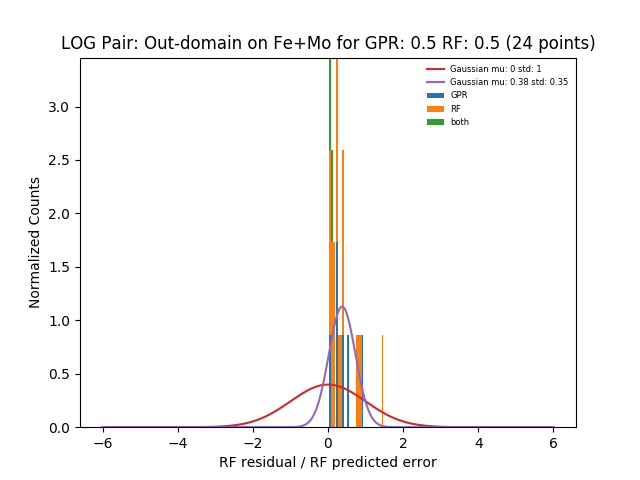 LOG Pair: Out-domain on Fe+Mo for GPR: 0.5 RF: 0.5 (24 points)
Gaussian mu: 0 std: 1
Gaussian mu: 0.38 std: 0.35
GPR
RF
both
Normalized Counts
3.0
2.5
2.0
1.5
1.0
0.5
0.0
−6 −4 −2 0 2 4 6
RF residual / RF predicted error